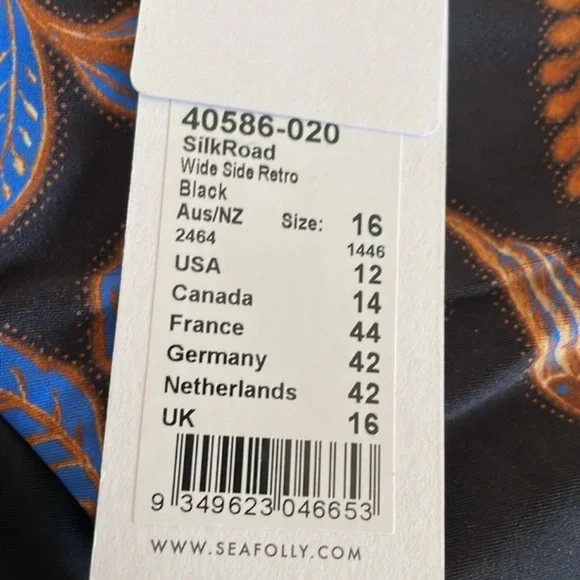 40586-020
SilkRoad
Wide Side Retro
Black
Aus/NZ Size: 16
2464 1446
USA 12
Canada 14
France 44
Germany 42
Netherlands 42
UK 16
9 349623 046653
WWW.SEAFOLLY.COM